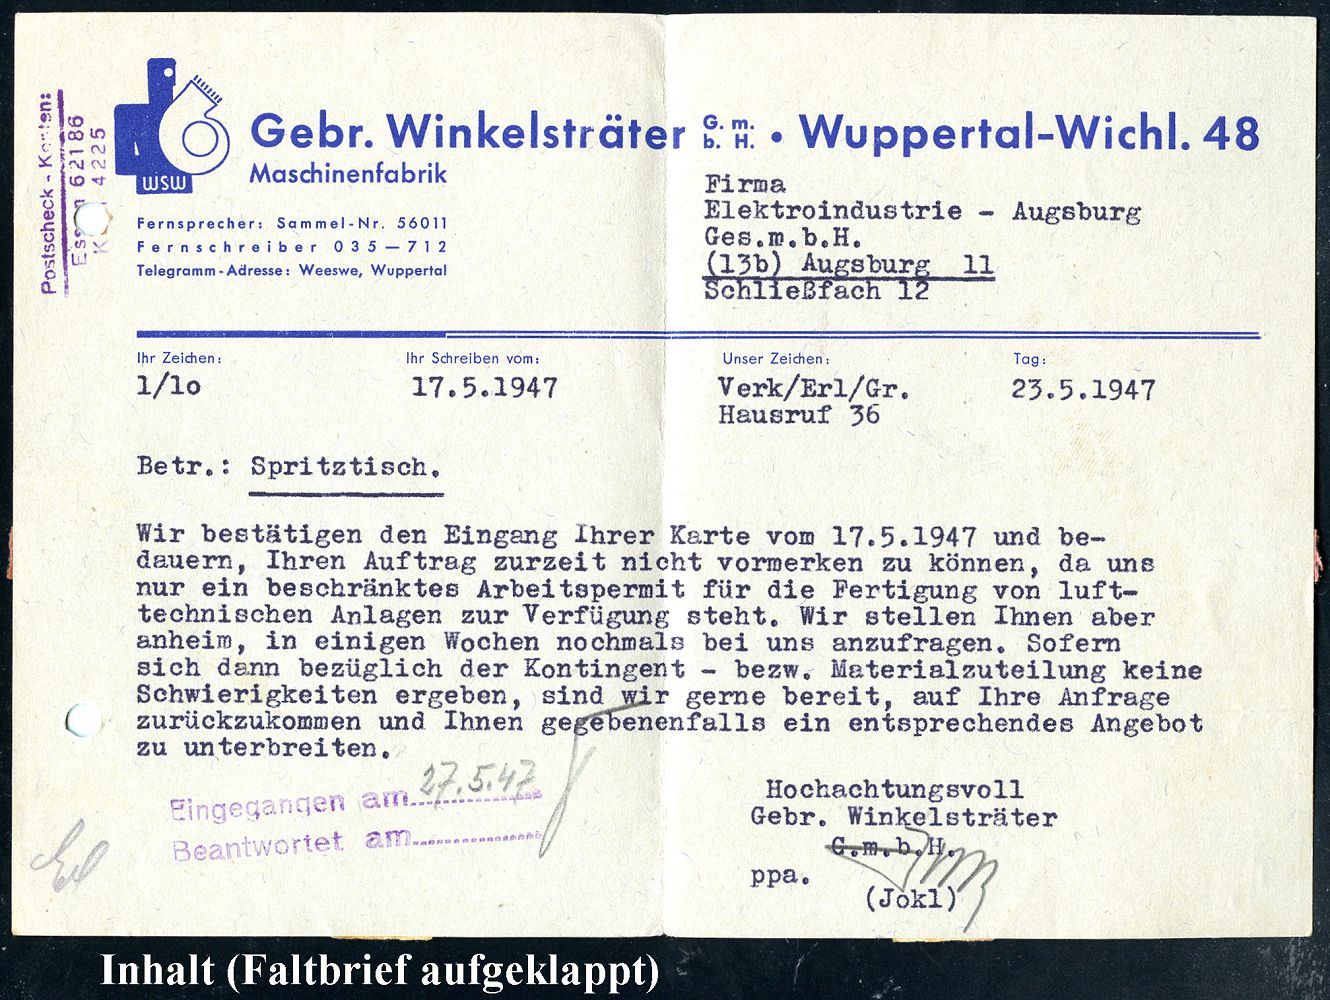 Postscheck - Konten:
Essen 62186
4225
WSW
Gebr. Winkelsträter G. m. b. H. • Wuppertal-Wichl. 48
Maschinenfabrik
Fernsprecher: Sammel-Nr. 56011
Fernschreiber 035—712
Telegramm-Adresse: Weeswe, Wuppertal
Firma
Elektroindustrie - Augsburg
Ges.m.b.H.
(13b) Augsburg 11
Schließfach 12
Ihr Zeichen: Ihr Schreiben vom: Unser Zeichen: Tag:
1/1o 17.5.1947 Verk/Erl/Gr. 23.5.1947
Hausruf 36
Betr.: Spritztisch.
Wir bestätigen den Eingang Ihrer Karte vom 17.5.1947 und be-
dauern, Ihren Auftrag zurzeit nicht vormerken zu können, da uns
nur ein beschränktes Arbeitspermit für die Fertigung von luft-
technischen Anlagen zur Verfügung steht. Wir stellen Ihnen aber
anheim, in einigen Wochen nochmals bei uns anzufragen. Sofern
sich dann bezüglich der Kontingent - bezw. Materialzuteilung keine
Schwierigkeiten ergeben, sind wir gerne bereit, auf Ihre Anfrage
zurückzukommen und Ihnen gegebenenfalls ein entsprechendes Angebot
zu unterbreiten.
Eingegangen am 27.5.47
Beantwortet am
Hochachtungsvoll
Gebr. Winkelsträter
G.m.b.H.
ppa.
(Jokl)
Inhalt (Faltbrief aufgeklappt)